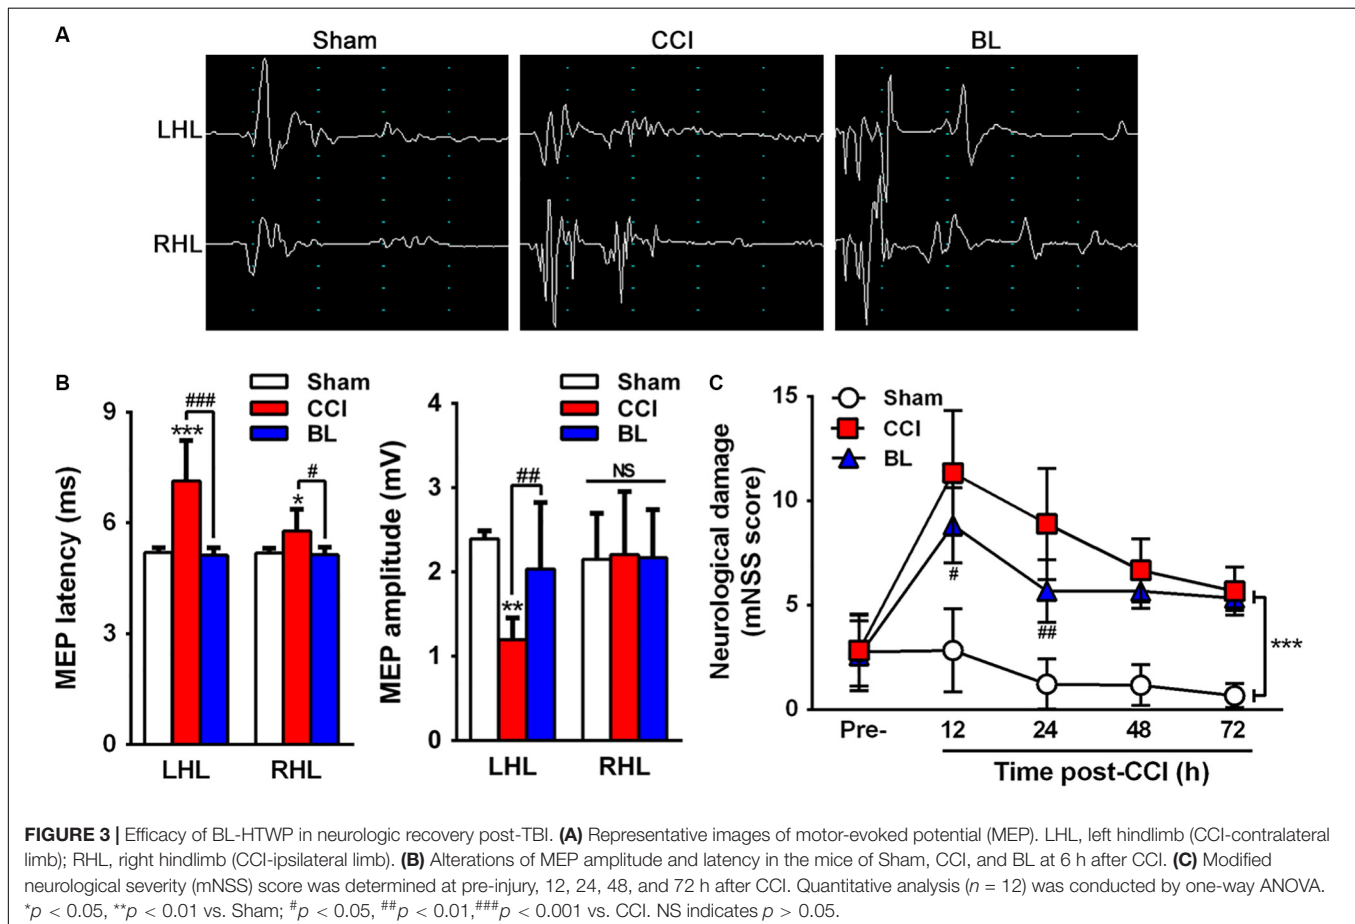 A
Sham
CCI
BL
LHL
RHL
B
Sham
CCI
BL
MEP latency (ms)
9
6
3
0
###
***
#
*
LHL
RHL
Sham
CCI
BL
MEP amplitude (mV)
4
3
2
1
0
##
**
NS
LHL
RHL
C
Sham
CCI
BL
Neurological damage
(mNSS score)
15
10
5
0
#
##
***
Pre-
12
24
48
72
Time post-CCI (h)
FIGURE 3 | Efficacy of BL-HTWP in neurologic recovery post-TBI. (A) Representative images of motor-evoked potential (MEP). LHL, left hindlimb (CCI-contralateral
limb); RHL, right hindlimb (CCI-ipsilateral limb). (B) Alterations of MEP amplitude and latency in the mice of Sham, CCI, and BL at 6 h after CCI. (C) Modified
neurological severity (mNSS) score was determined at pre-injury, 12, 24, 48, and 72 h after CCI. Quantitative analysis (n = 12) was conducted by one-way ANOVA.
*p < 0.05, **p < 0.01 vs. Sham; #p < 0.05, ##p < 0.01,###p < 0.001 vs. CCI. NS indicates p > 0.05.